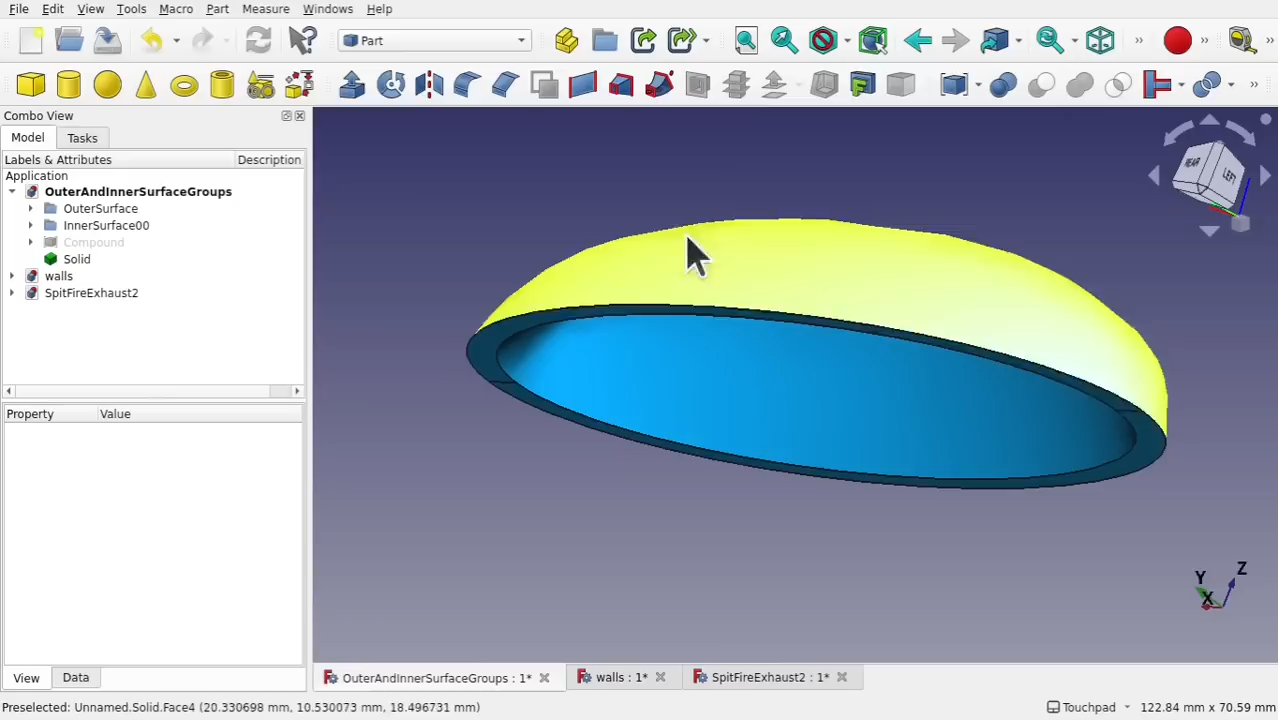 File Edit View Tools Macro Part Measure Windows Help
Part
Combo View
Model Tasks
Labels & Attributes Description
Application
OuterAndInnerSurfaceGroups
OuterSurface
InnerSurface00
Compound
Solid
walls
SpitFireExhaust2
Property Value
REAR LEFT
Y Z
X
View Data
OuterAndInnerSurfaceGroups : 1* walls : 1* SpitFireExhaust2 : 1*
Preselected: Unnamed.Solid.Face4 (20.330698 mm, 10.530073 mm, 18.496731 mm) Touchpad 122.84 mm x 70.59 mm